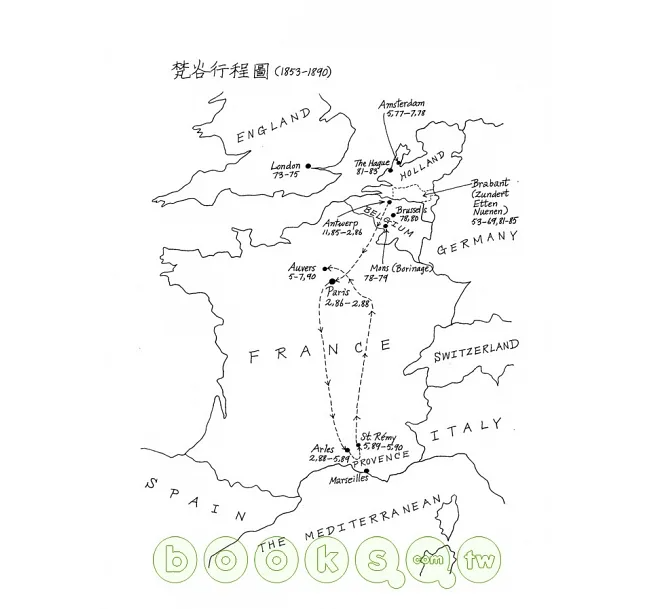 梵谷行程圖 (1853-1890)
ENGLAND
London
73-75
Amsterdam
5,77-7,78
The Hague
81-83
HOLLAND
Brabant
(Zundert
Etten
Nuenen)
53-69,81-85
BELGIUM
Brussels
78,80
Antwerp
11,85-2,86
GERMANY
Mons (Borinage)
78-79
Auvers
5-7,90
Paris
2,86-2,88
FRANCE
SWITZERLAND
ITALY
St. Rémy
5,89-5,90
Arles
2,88-5,89
PROVENCE
Marseilles
SPAIN
THE MEDITERRANEAN
books.com.tw